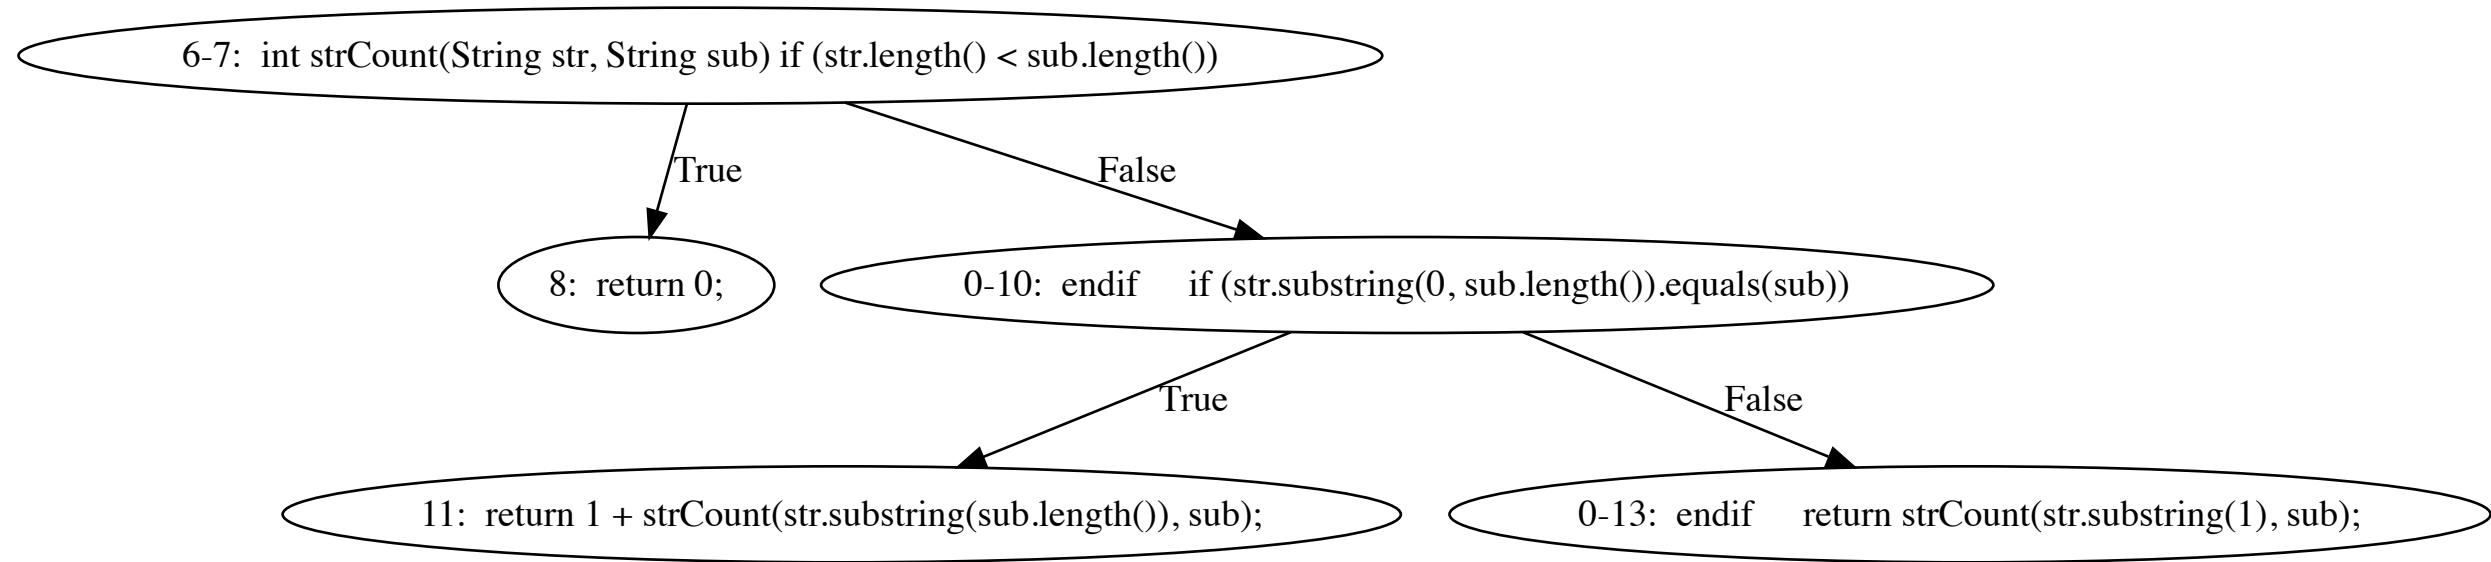 6-7: int strCount(String str, String sub) if (str.length() < sub.length())
True
False
8: return 0;
0-10: endif if (str.substring(0, sub.length()).equals(sub))
True
False
11: return 1 + strCount(str.substring(sub.length()), sub);
0-13: endif return strCount(str.substring(1), sub);